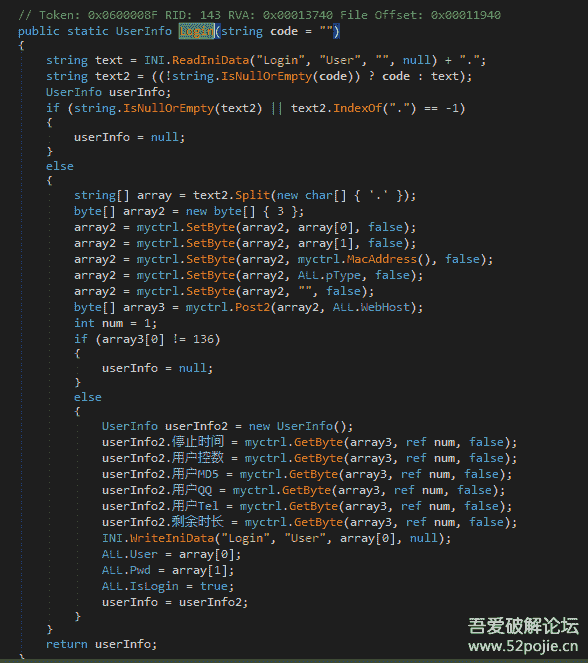 // Token: 0x0600008F RID: 143 RVA: 0x00013740 File Offset: 0x00011940
public static UserInfo Login(string code = "")
{
string text = INI.ReadIniData("Login", "User", "", null) + ".";
string text2 = ((!string.IsNullOrEmpty(code)) ? code : text);
UserInfo userInfo;
if (string.IsNullOrEmpty(text2) || text2.IndexOf(".") == -1)
{
userInfo = null;
}
else
{
string[] array = text2.Split(new char[] { '.' });
byte[] array2 = new byte[] { 3 };
array2 = myctrl.SetByte(array2, array[0], false);
array2 = myctrl.SetByte(array2, array[1], false);
array2 = myctrl.SetByte(array2, myctrl.MacAddress(), false);
array2 = myctrl.SetByte(array2, ALL.pType, false);
array2 = myctrl.SetByte(array2, "", false);
byte[] array3 = myctrl.Post2(array2, ALL.WebHost);
int num = 1;
if (array3[0] != 136)
{
userInfo = null;
}
else
{
UserInfo userInfo2 = new UserInfo();
userInfo2.停止时间 = myctrl.GetByte(array3, ref num, false);
userInfo2.用户控数 = myctrl.GetByte(array3, ref num, false);
userInfo2.用户MD5 = myctrl.GetByte(array3, ref num, false);
userInfo2.用户QQ = myctrl.GetByte(array3, ref num, false);
userInfo2.用户Tel = myctrl.GetByte(array3, ref num, false);
userInfo2.剩余时长 = myctrl.GetByte(array3, ref num, false);
INI.WriteIniData("Login", "User", array[0], null);
ALL.User = array[0];
ALL.Pwd = array[1];
ALL.IsLogin = true;
userInfo = userInfo2;
}
}
return userInfo;
}
吾爱破解论坛
www.52pojie.cn